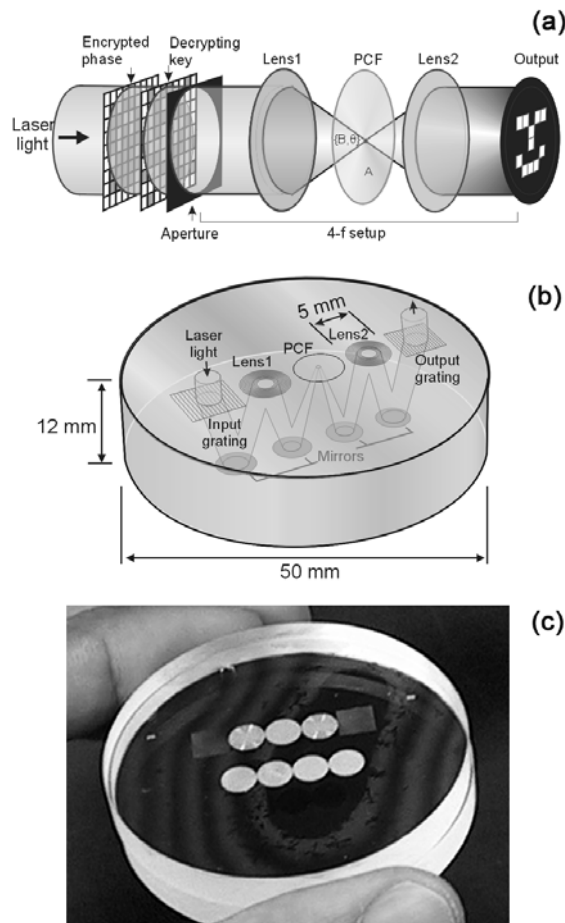 (a)
Encrypted
phase
Decrypting
key
Lens1
PCF
Lens2
Output
Laser
light
{B,θ}
A
Aperture
4-f setup
(b)
5 mm
Laser
light
Lens1
PCF
Lens2
Output
grating
12 mm
Input
grating
Mirrors
50 mm
(c)